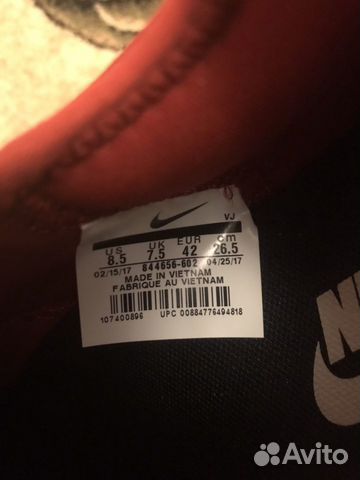 VJ
US UK EUR cm
8.5 7.5 42 26.5
02/15/17 844656-602 04/25/17
MADE IN VIETNAM
FABRIQUE AU VIETNAM
107400896 UPC 00884776494818
Avito